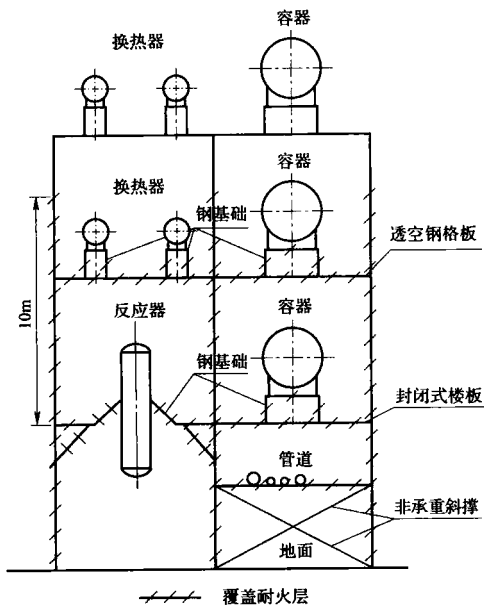 容器
换热器
容器
换热器
钢基础
透空钢格板
10m
反应器
容器
钢基础
封闭式楼板
管道
非承重斜撑
地面
覆盖耐火层